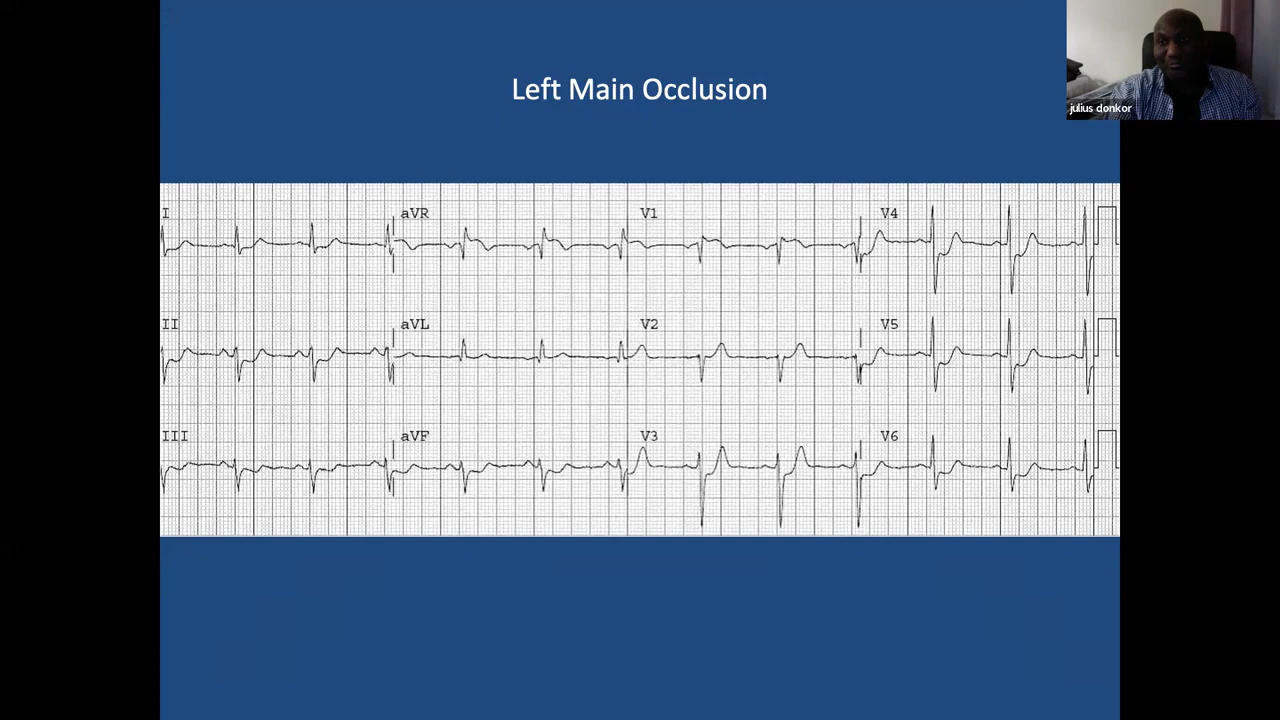 Left Main Occlusion
julius donkor
I aVR V1 V4
II aVL V2 V5
III aVF V3 V6